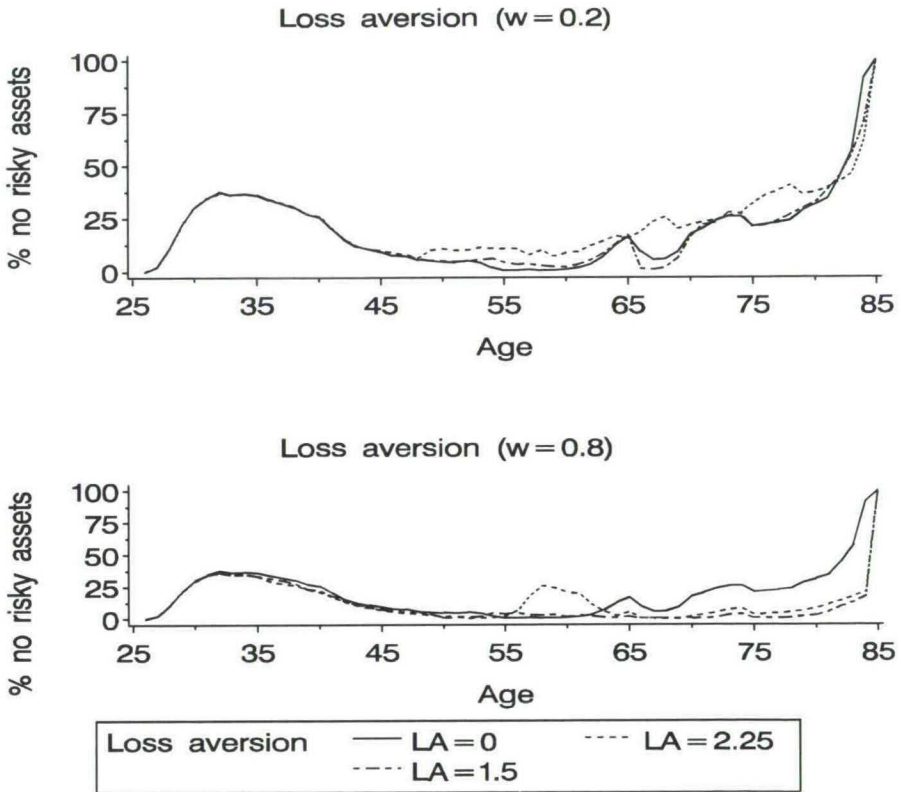 Loss aversion (w=0.2)
% no risky assets
100
75
50
25
0
25 35 45 55 65 75 85
Age
Loss aversion (w=0.8)
% no risky assets
100
75
50
25
0
25 35 45 55 65 75 85
Age
Loss aversion LA=0 LA=2.25
LA=1.5